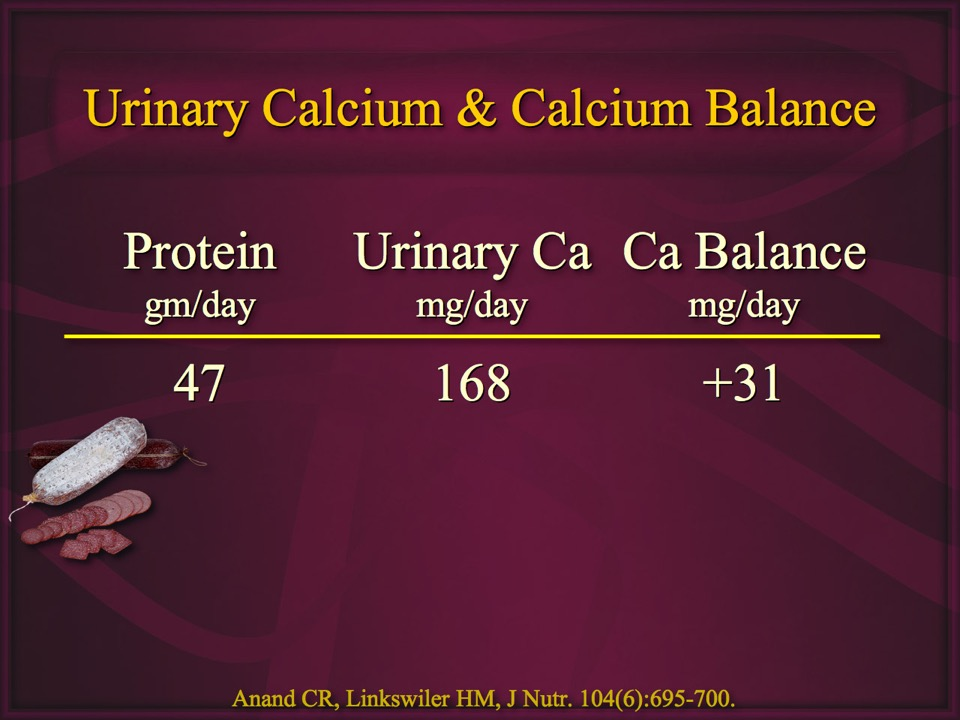 Urinary Calcium & Calcium Balance
Protein Urinary Ca Ca Balance
gm/day mg/day mg/day
47 168 +31
Anand CR, Linkswiler HM, J Nutr. 104(6):695-700.